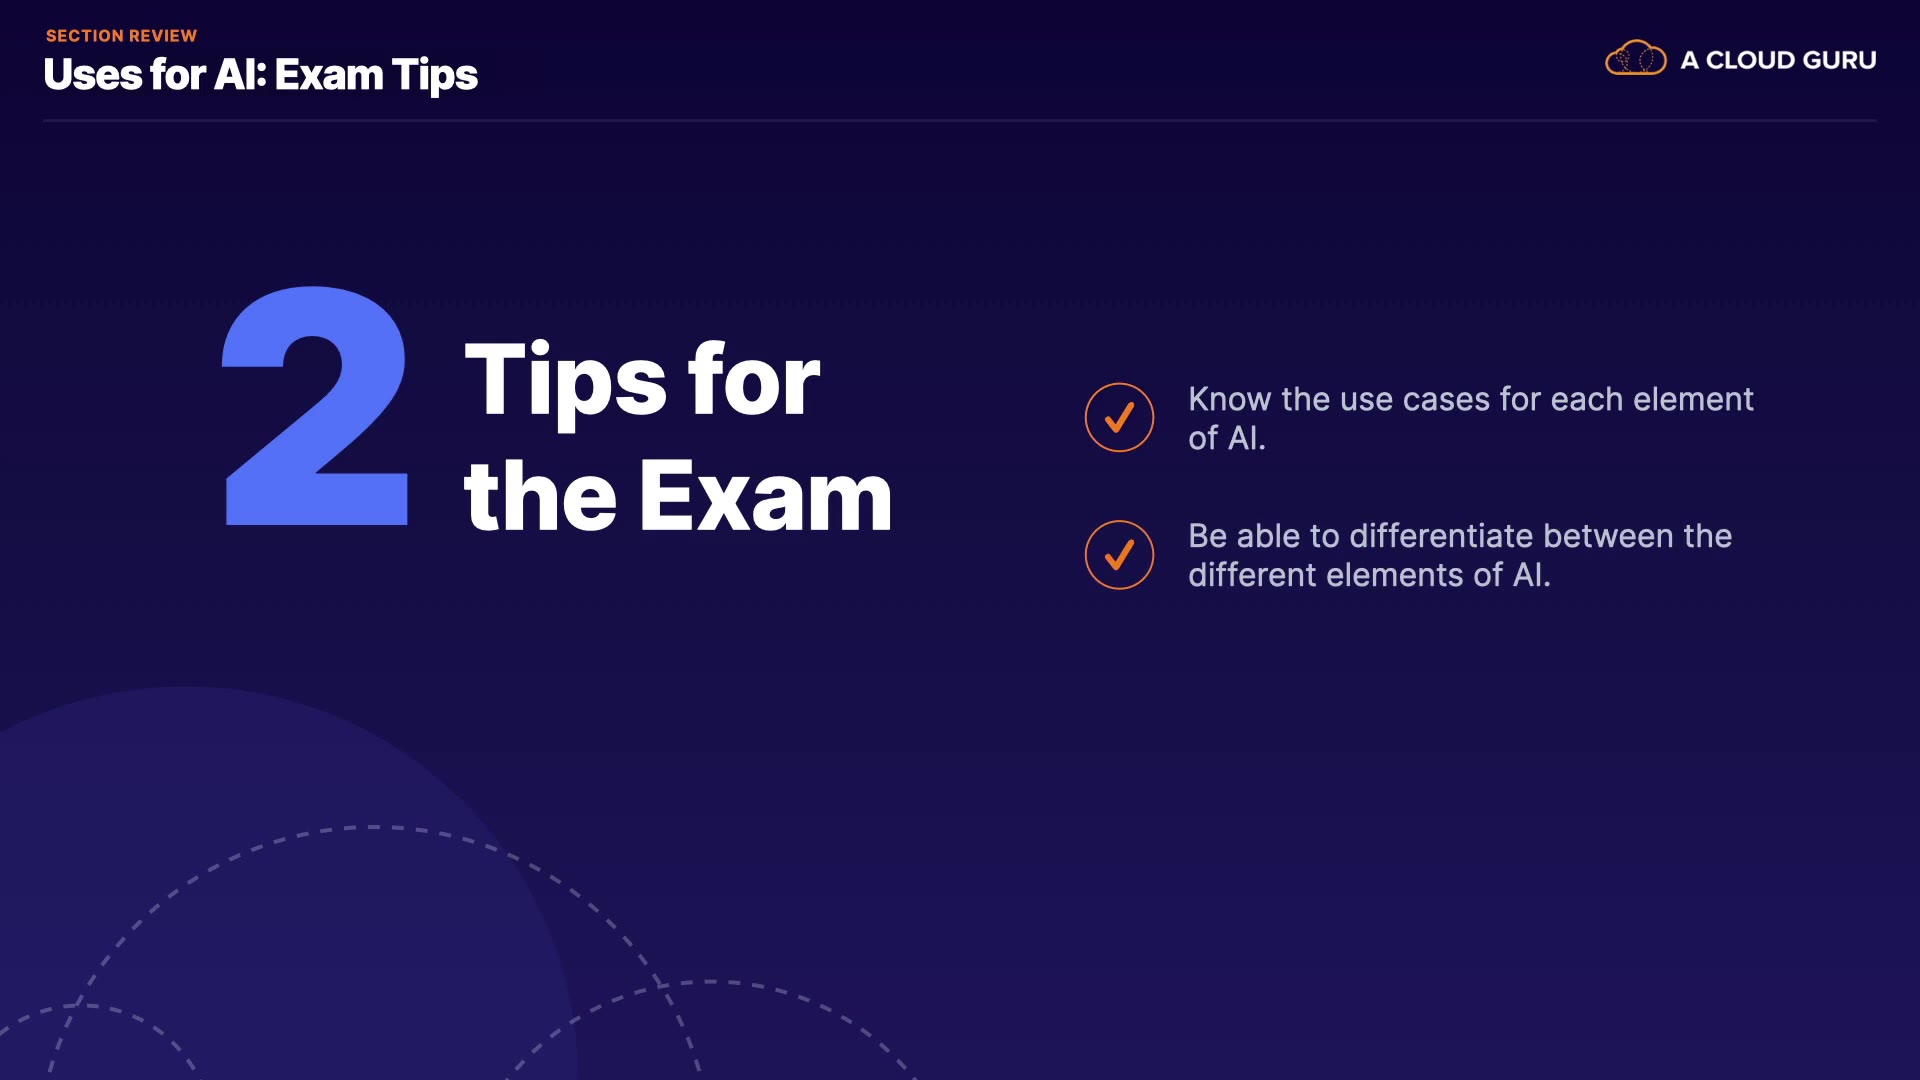 SECTION REVIEW
Uses for AI: Exam Tips
A CLOUD GURU
2
Tips for
the Exam
Know the use cases for each element
of AI.
Be able to differentiate between the
different elements of AI.